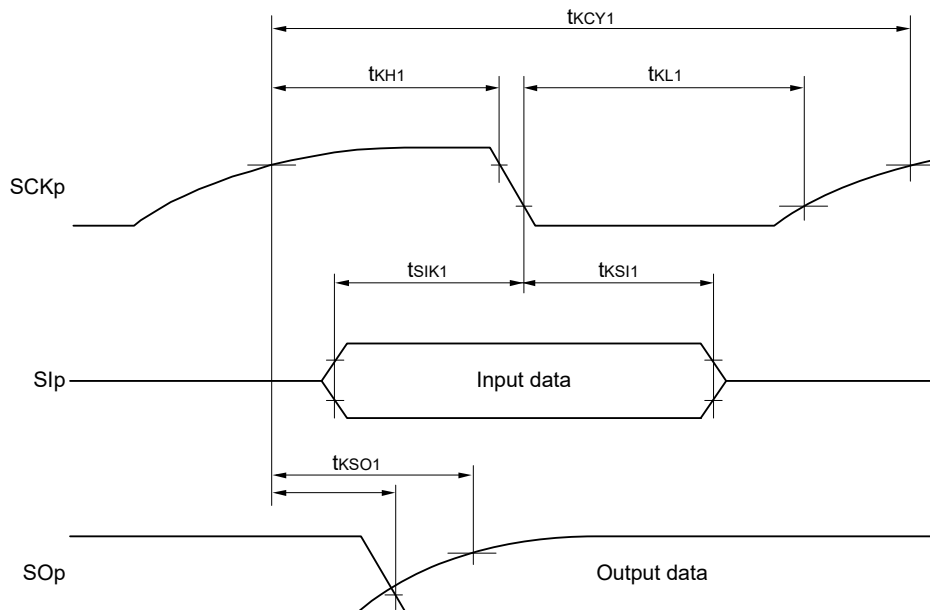 tKCY1
tKH1
tKL1
SCKp
tSIK1
tKSI1
SIp
Input data
tKSO1
SOp
Output data